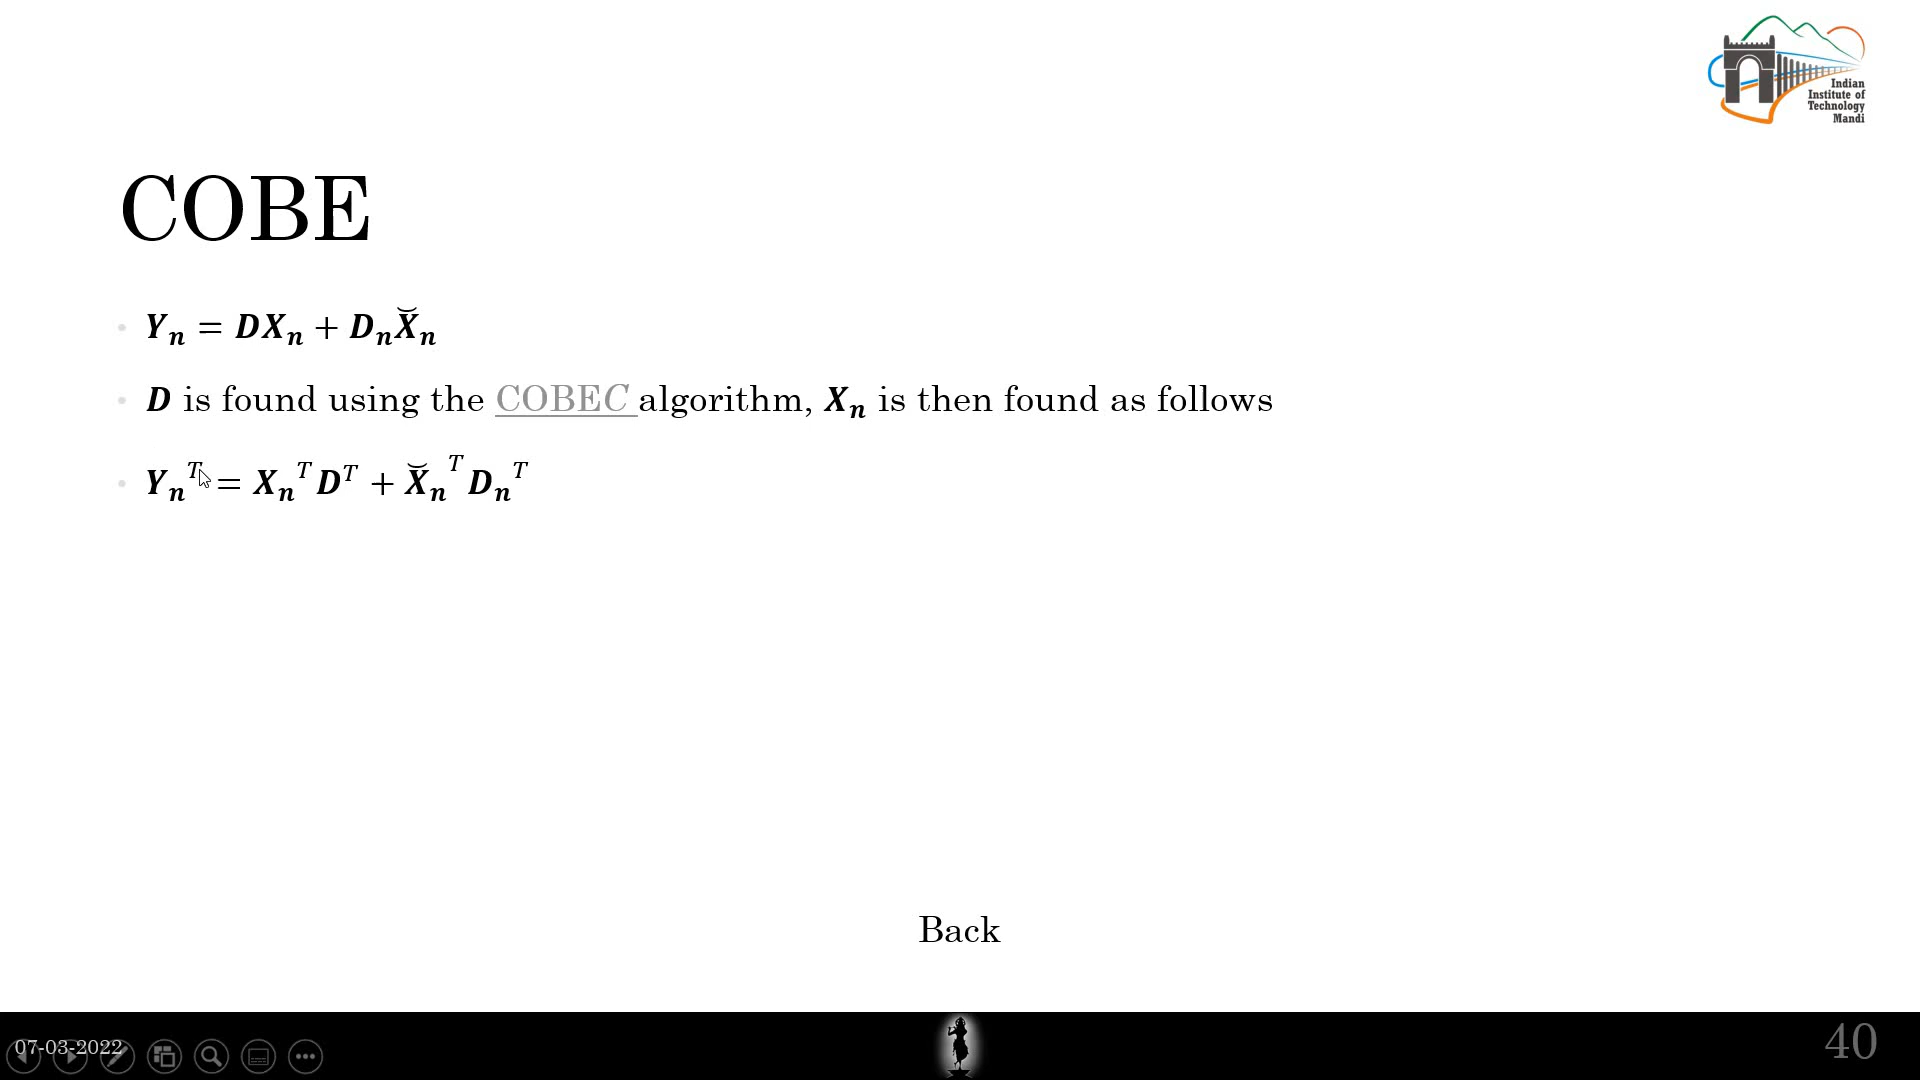 Indian
Institute of
Technology
Mandi
COBE
• 𝒀ₙ = 𝑫𝑿ₙ + 𝑫ₙX̆ₙ
• 𝑫 is found using the COBEC algorithm, 𝑿ₙ is then found as follows
• 𝒀ₙᵀ = 𝑿ₙᵀ𝑫ᵀ + X̆ₙᵀ𝑫ₙᵀ
Back
07-03-2022
40